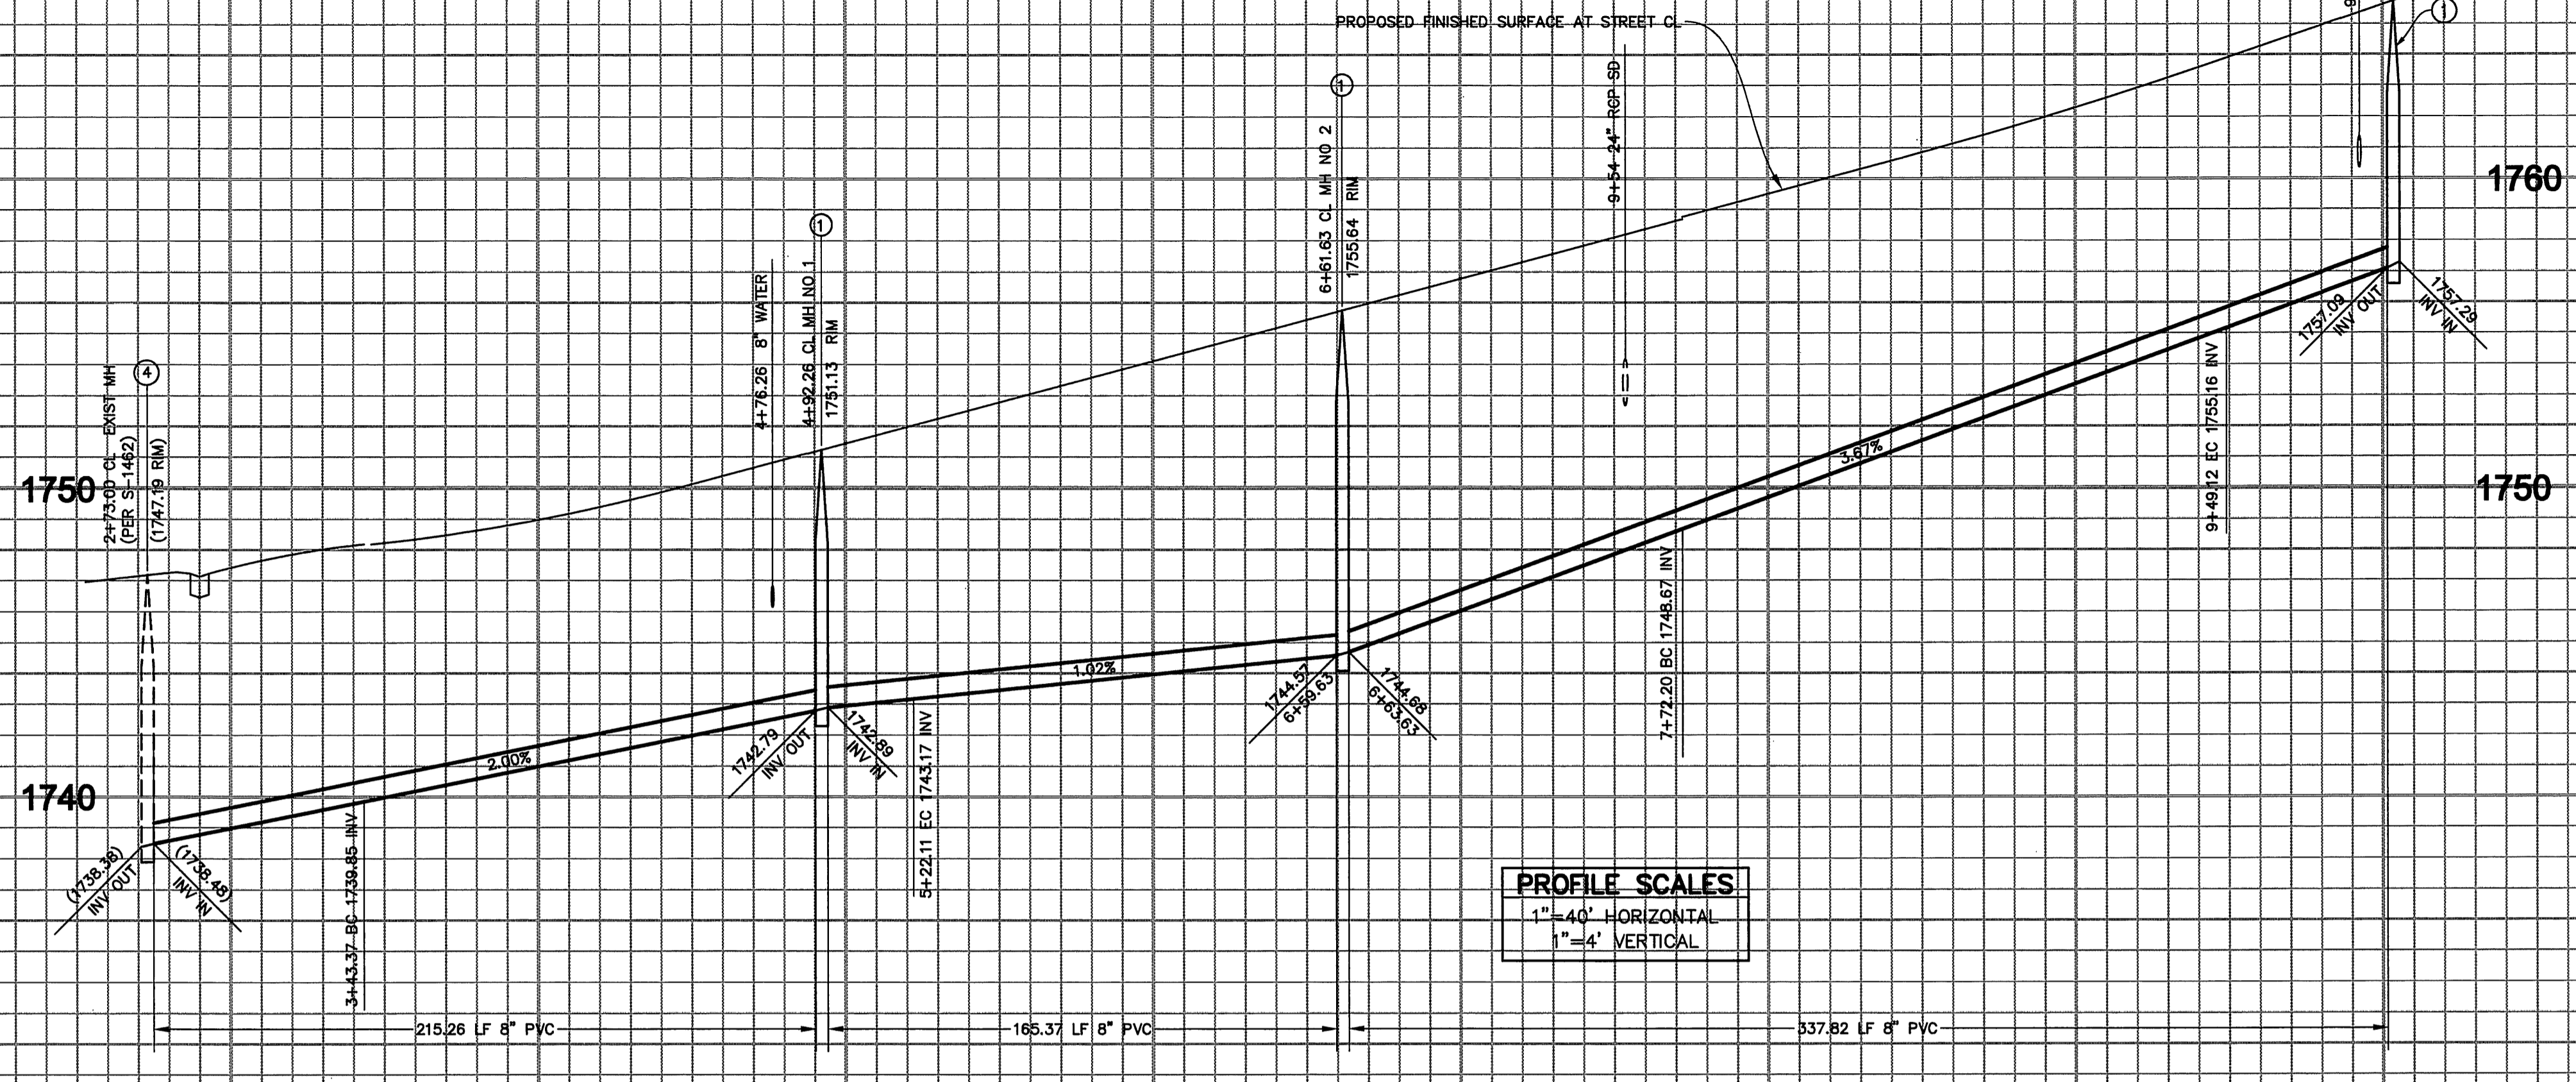 PROPOSED FINISHED SURFACE AT STREET CL
1
1
1
4
2+73.00 CL EXIST MH
(PER S-1462)
(1747.19 RIM)
4+76.26 8" WATER
4+92.26 CL MH NO 1
1751.13 RIM
6+61.63 CL MH NO 2
1755.64 RIM
9+54 24" RCP SD
1760
1750
1750
1740
2.00%
1.02%
3.67%
(1738.38)
INV OUT
(1738.48)
INV IN
3+43.37 BC 1739.85 INV
1742.79
INV OUT
1742.89
INV IN
5+22.11 EC 1743.17 INV
1744.57
6+59.63
1744.68
6+63.63
7+72.20 BC 1748.67 INV
9+49.12 EC 1755.16 INV
1757.09
INV OUT
1757.29
INV IN
PROFILE SCALES
1"=40' HORIZONTAL
1"=4' VERTICAL
215.26 LF 8" PVC
165.37 LF 8" PVC
337.82 LF 8" PVC